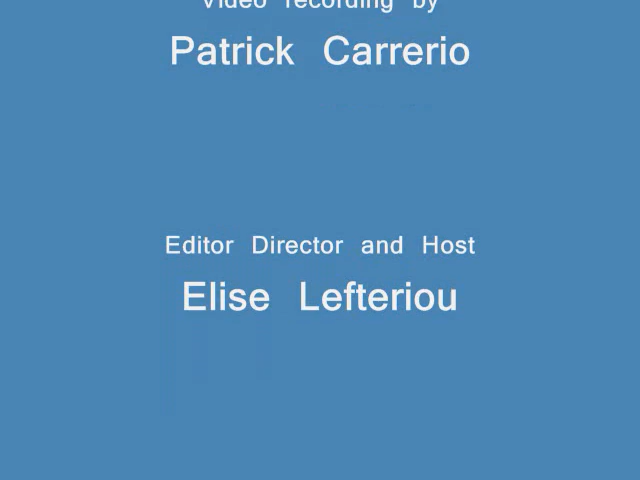 Video recording by
Patrick Carrerio
Editor Director and Host
Elise Lefteriou